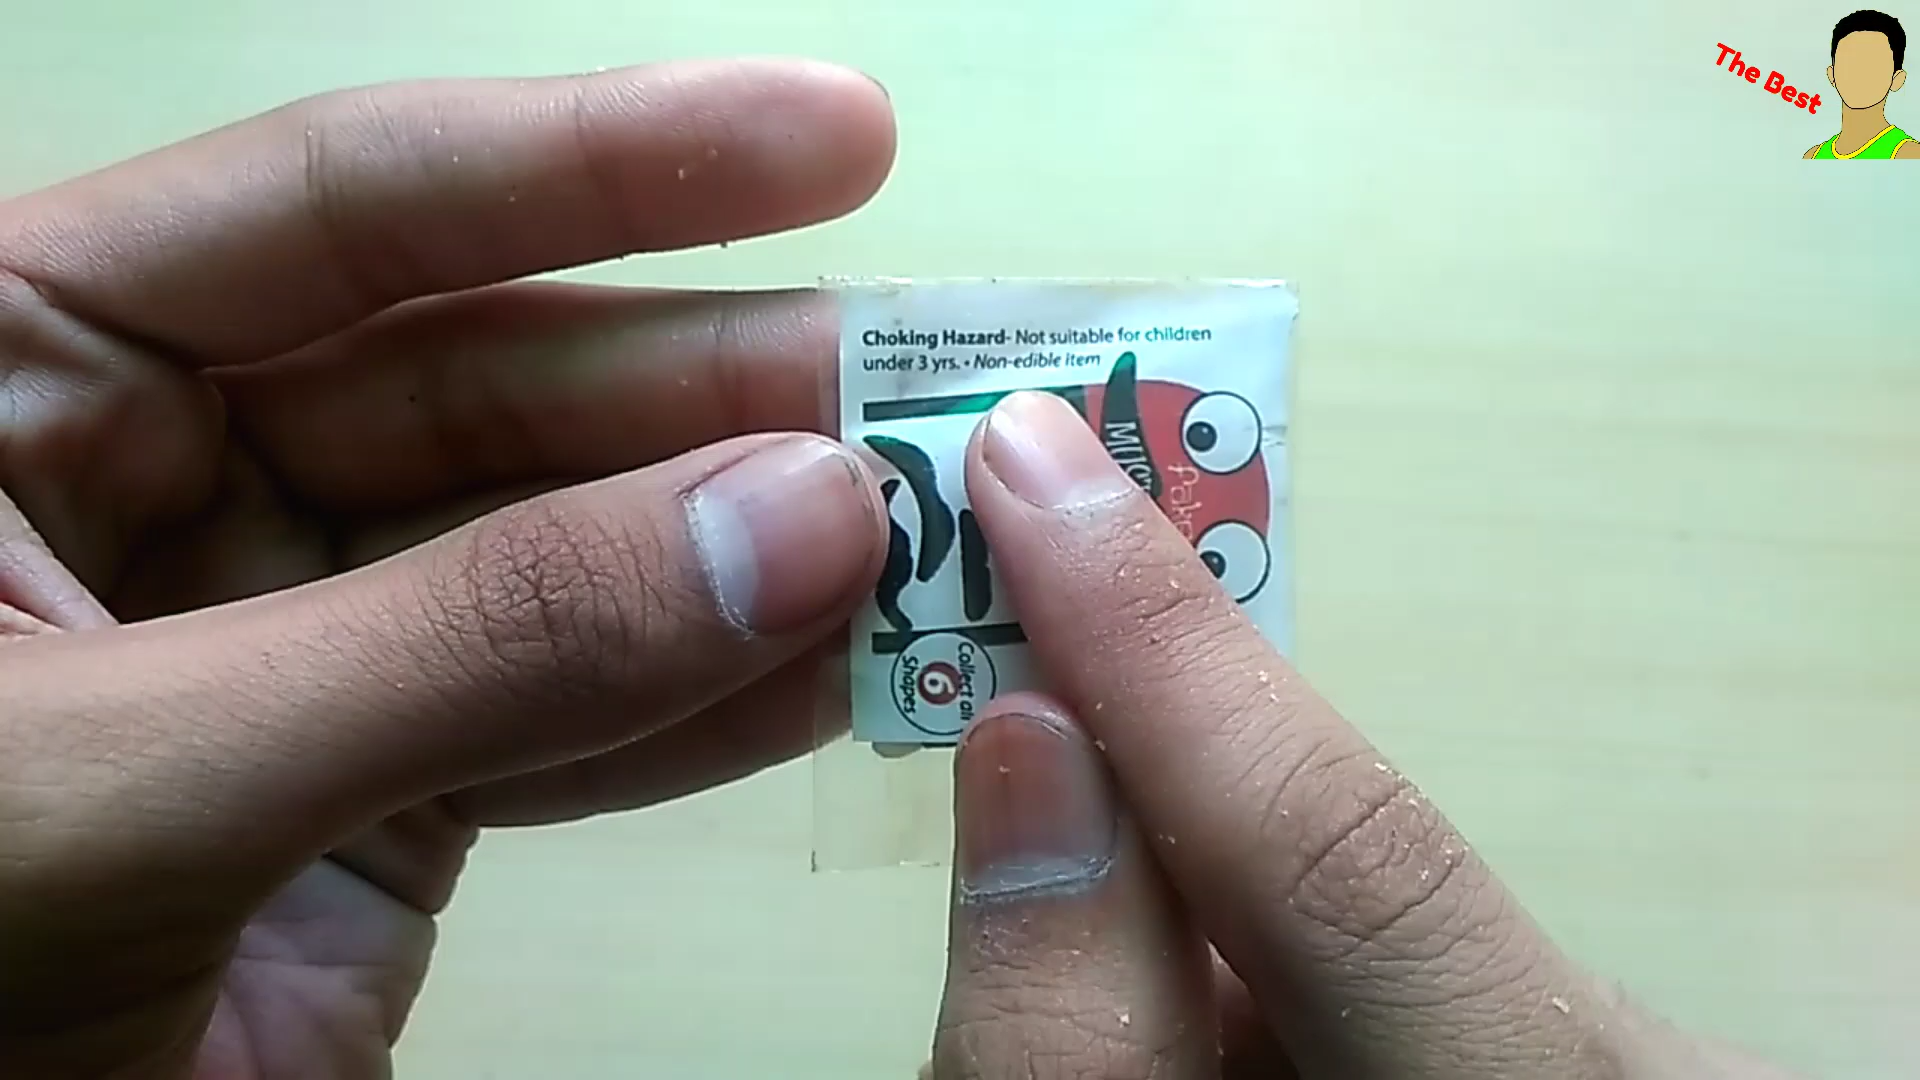 The Best
Choking Hazard- Not suitable for children
under 3 yrs. • Non-edible item
Collect all
6
Shapes